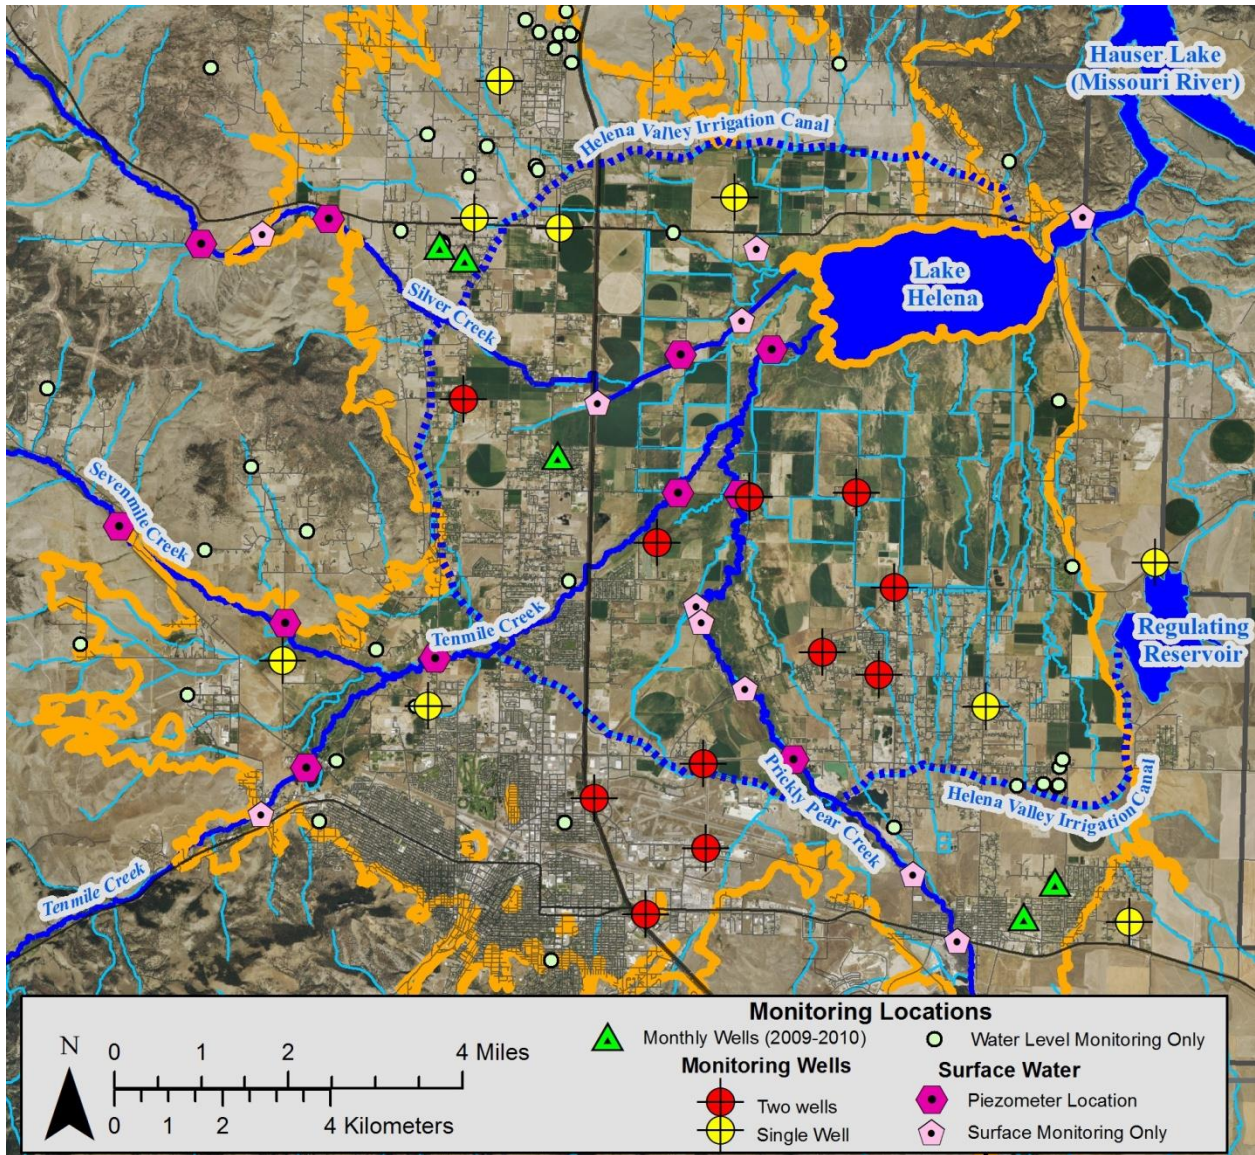 Hauser Lake
(Missouri River)
Helena Valley Irrigation Canal
Lake
Helena
Silver Creek
Sevenmile Creek
Tenmile Creek
Regulating
Reservoir
Prickly Pear Creek
Helena Valley Irrigation Canal
Tenmile Creek
Monitoring Locations
N
0 1 2 4 Miles
0 2 4 Kilometers
Monthly Wells (2009-2010)
Water Level Monitoring Only
Monitoring Wells
Surface Water
Two wells
Piezometer Location
Single Well
Surface Monitoring Only